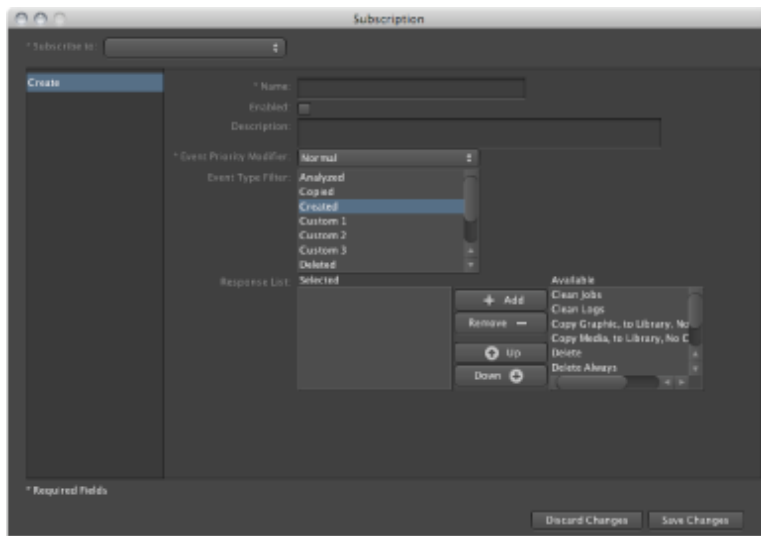 Subscription
* Subscribe to:
Create
* Name:
Enabled:
Description:
* Event Priority Modifier: Normal
Event Type Filter: Analyzed
Copied
Created
Custom 1
Custom 2
Custom 3
Deleted
Response List: Selected
Available
Add
Remove
Up
Down
Clean Jobs
Clean Logs
Copy Graphic, to Library, No
Copy Media, to Library, No C
Delete
Delete Always
* Required Fields
Discard Changes
Save Changes